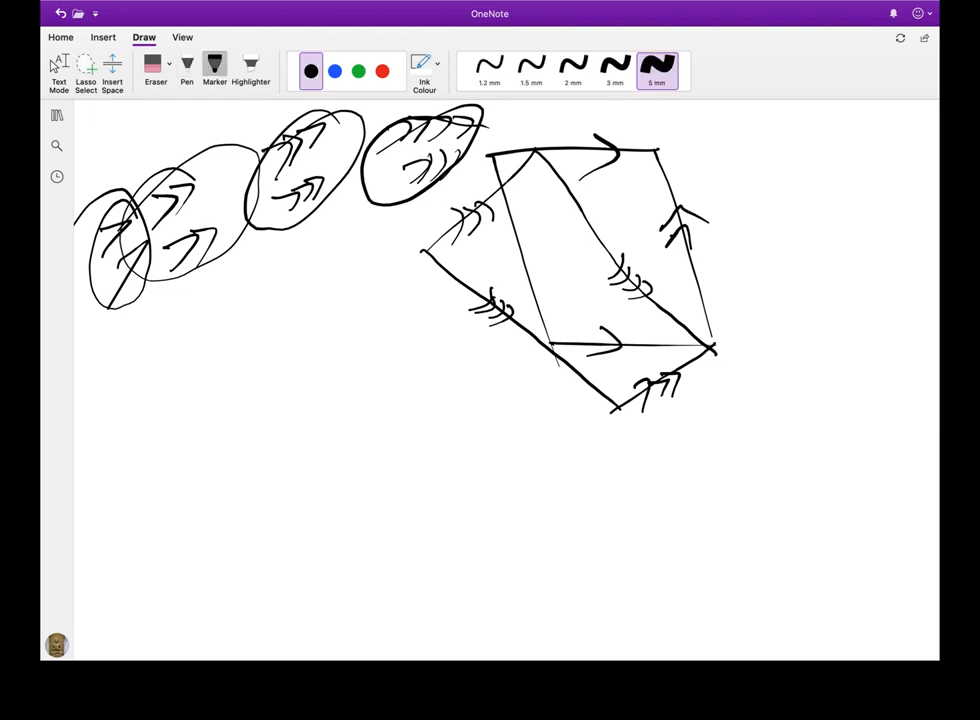 OneNote
Home Insert Draw View
Text Mode
Lasso Select
Insert Space
Eraser
Pen
Marker
Highlighter
Ink Colour
1.2 mm
1.5 mm
2 mm
3 mm
5 mm